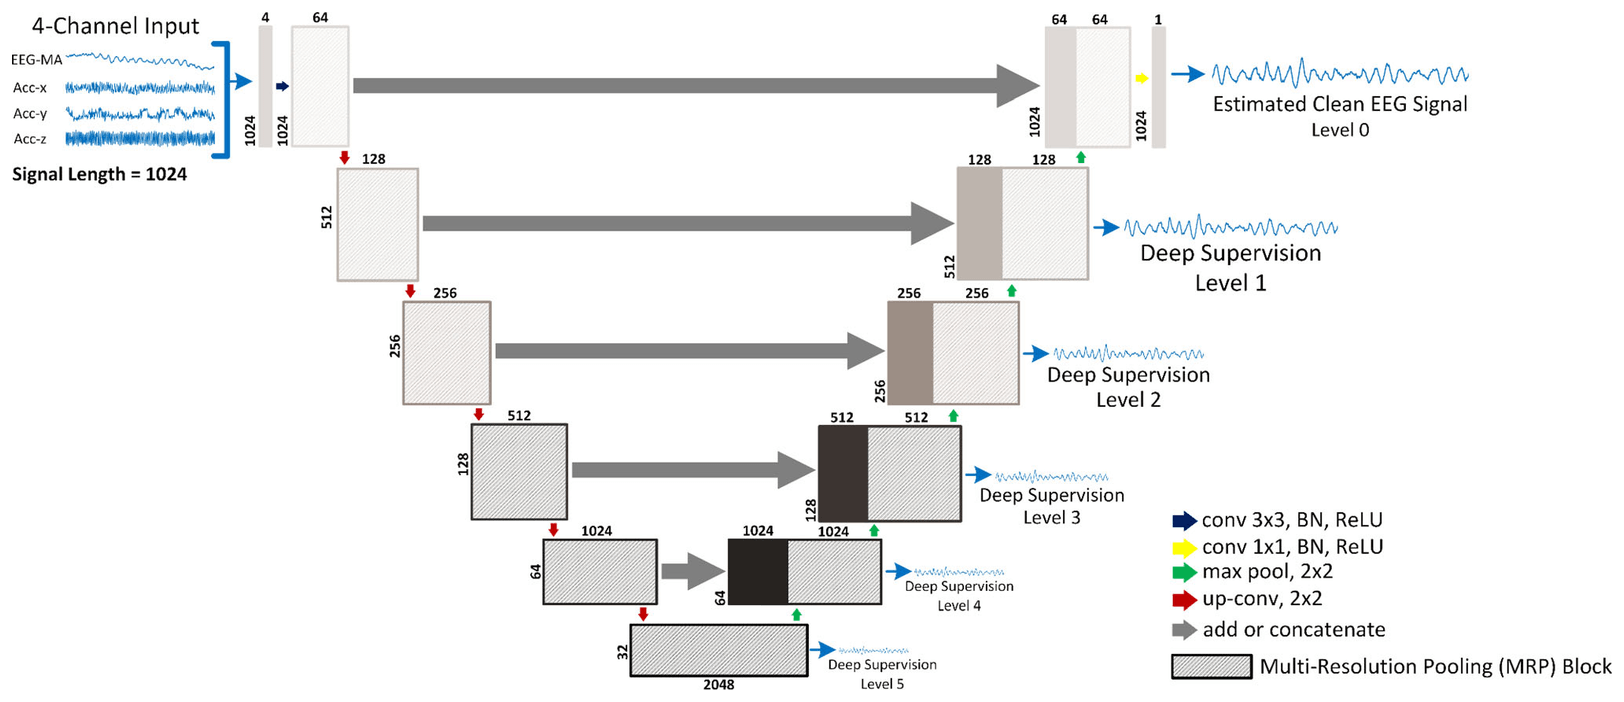 4-Channel Input
EEG-MA
Acc-x
Acc-y
Acc-z
Signal Length = 1024
4
1024
64
1024
64 64
1024
1
1024
Estimated Clean EEG Signal
Level 0
128
512
128 128
512
Deep Supervision
Level 1
256
256
256 256
256
Deep Supervision
Level 2
512
128
512 512
128
Deep Supervision
Level 3
1024
64
1024 1024
64
Deep Supervision
Level 4
32
2048
Deep Supervision
Level 5
conv 3x3, BN, ReLU
conv 1x1, BN, ReLU
max pool, 2x2
up-conv, 2x2
add or concatenate
Multi-Resolution Pooling (MRP) Block